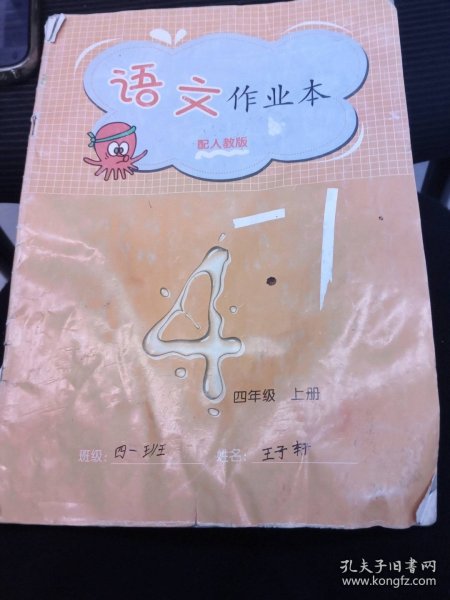 语文作业本
配人教版
4
四年级 上册
班级: 四一班 姓名: 王子轩
孔夫子旧书网
www.kongfz.com